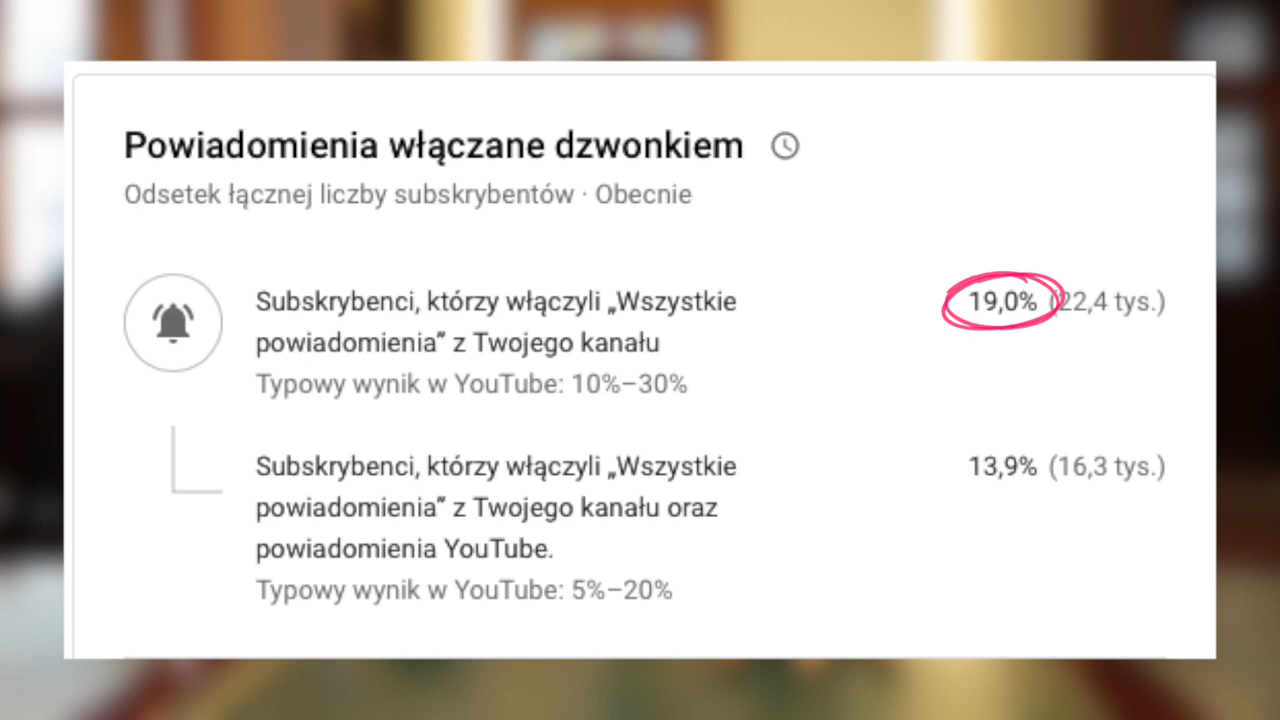 Powiadomienia włączane dzwonkiem
Odsetek łącznej liczby subskrybentów · Obecnie
Subskrybenci, którzy włączyli „Wszystkie 19,0% (22,4 tys.)
powiadomienia” z Twojego kanału
Typowy wynik w YouTube: 10%–30%
Subskrybenci, którzy włączyli „Wszystkie 13,9% (16,3 tys.)
powiadomienia” z Twojego kanału oraz
powiadomienia YouTube.
Typowy wynik w YouTube: 5%–20%